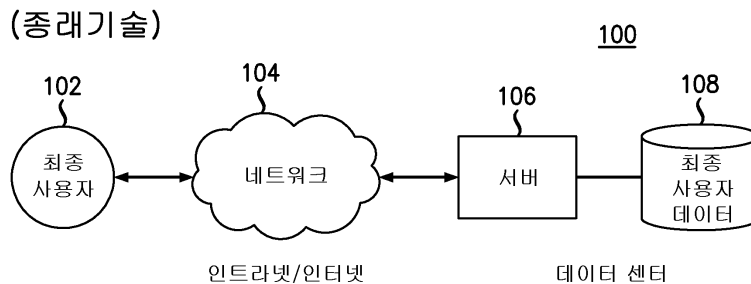 (종래기술)
100
102
104
106
108
최종
사용자
네트워크
서버
최종
사용자
데이터
인트라넷/인터넷
데이터 센터